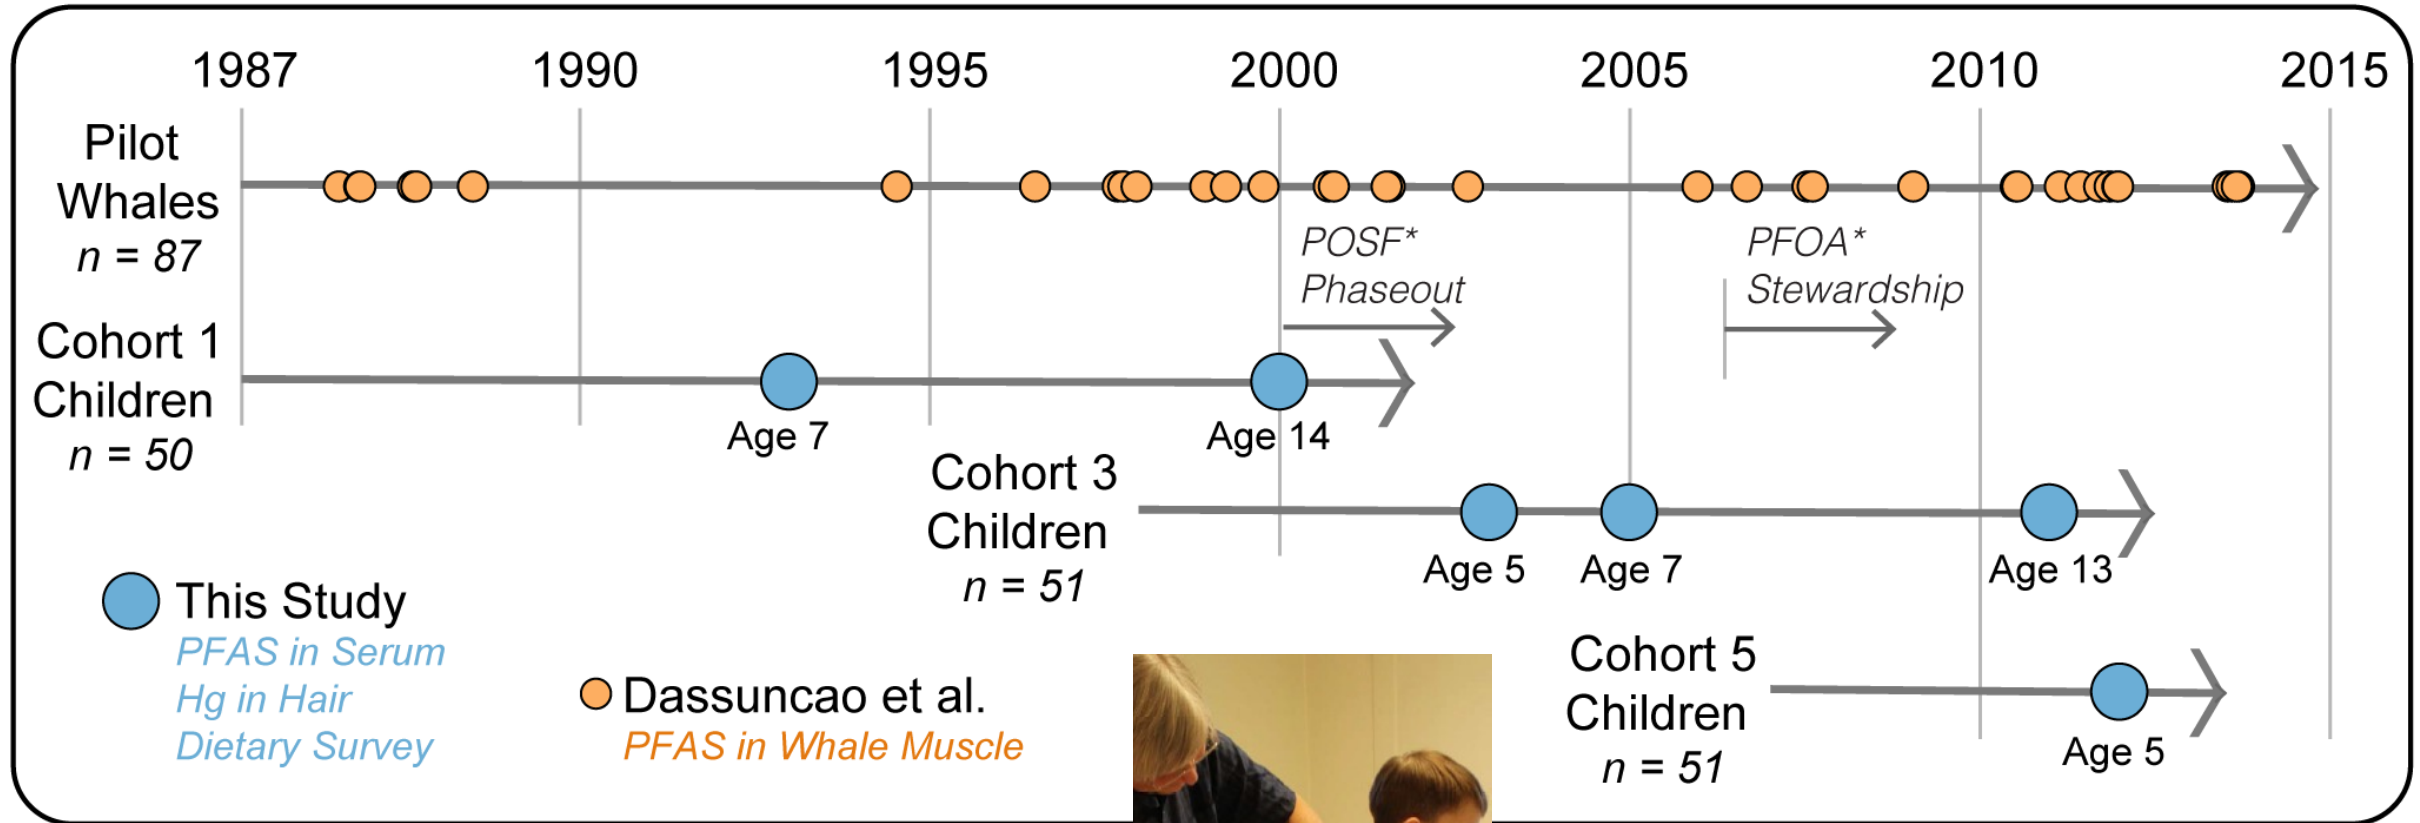 1987 1990 1995 2000 2005 2010 2015
Pilot
Whales
n = 87
POSF*
Phaseout
PFOA*
Stewardship
Cohort 1
Children
n = 50
Age 7
Age 14
Cohort 3
Children
n = 51
Age 5
Age 7
Age 13
This Study
PFAS in Serum
Hg in Hair
Dietary Survey
Dassuncao et al.
PFAS in Whale Muscle
Cohort 5
Children
n = 51
Age 5